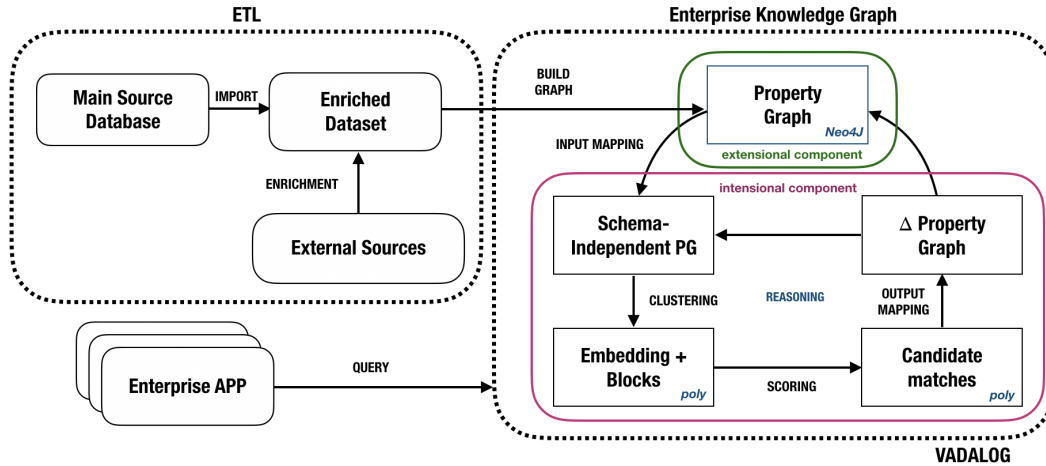 ETL
Main Source
Database
IMPORT
Enriched
Dataset
ENRICHMENT
External Sources
Enterprise APP
QUERY
Enterprise Knowledge Graph
BUILD
GRAPH
Property
Graph
Neo4J
extensional component
INPUT MAPPING
intensional component
Schema-
Independent PG
Δ Property
Graph
CLUSTERING
REASONING
OUTPUT
MAPPING
Embedding +
Blocks
poly
SCORING
Candidate
matches
poly
VADALOG